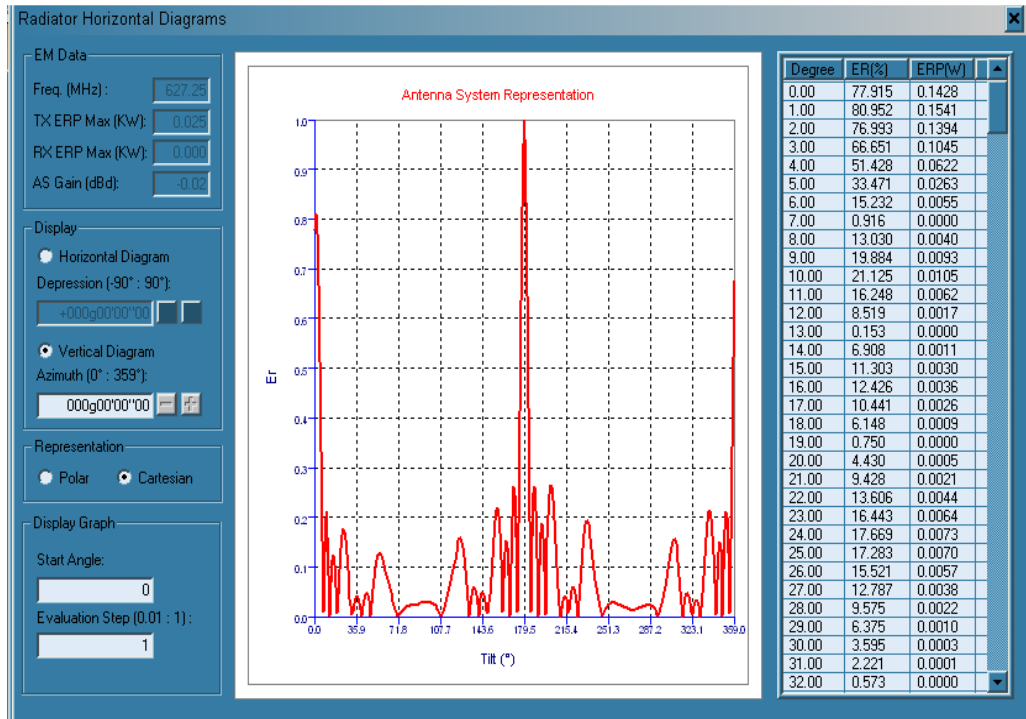 Radiator Horizontal Diagrams
EM Data
Freq. (MHz) : 627.25
TX ERP Max (KW): 0.025
RX ERP Max (KW): 0.000
AS Gain (dBd): -0.02
Display
Horizontal Diagram
Depression (-90° : 90°):
+000g00'00"00
Vertical Diagram
Azimuth (0° : 359°):
000g00'00"00 − +
Representation
Polar Cartesian
Display Graph
Start Angle:
0
Evaluation Step (0.01 : 1) :
1
Antenna System Representation
Er
1.0
0.9
0.8
0.7
0.6
0.5
0.4
0.3
0.2
0.1
0.0
0.0 35.9 71.8 107.7 143.6 179.5 215.4 251.3 287.2 323.1 359.0
Tilt (°)
Degree ER(%) ERP(W)
0.00 77.915 0.1428
1.00 80.952 0.1541
2.00 76.993 0.1394
3.00 66.651 0.1045
4.00 51.428 0.0622
5.00 33.471 0.0263
6.00 15.232 0.0055
7.00 0.916 0.0000
8.00 13.030 0.0040
9.00 19.884 0.0093
10.00 21.125 0.0105
11.00 16.248 0.0062
12.00 8.519 0.0017
13.00 0.153 0.0000
14.00 6.908 0.0011
15.00 11.303 0.0030
16.00 12.426 0.0036
17.00 10.441 0.0026
18.00 6.148 0.0009
19.00 0.750 0.0000
20.00 4.430 0.0005
21.00 9.428 0.0021
22.00 13.606 0.0044
23.00 16.443 0.0064
24.00 17.669 0.0073
25.00 17.283 0.0070
26.00 15.521 0.0057
27.00 12.787 0.0038
28.00 9.575 0.0022
29.00 6.375 0.0010
30.00 3.595 0.0003
31.00 2.221 0.0001
32.00 0.573 0.0000